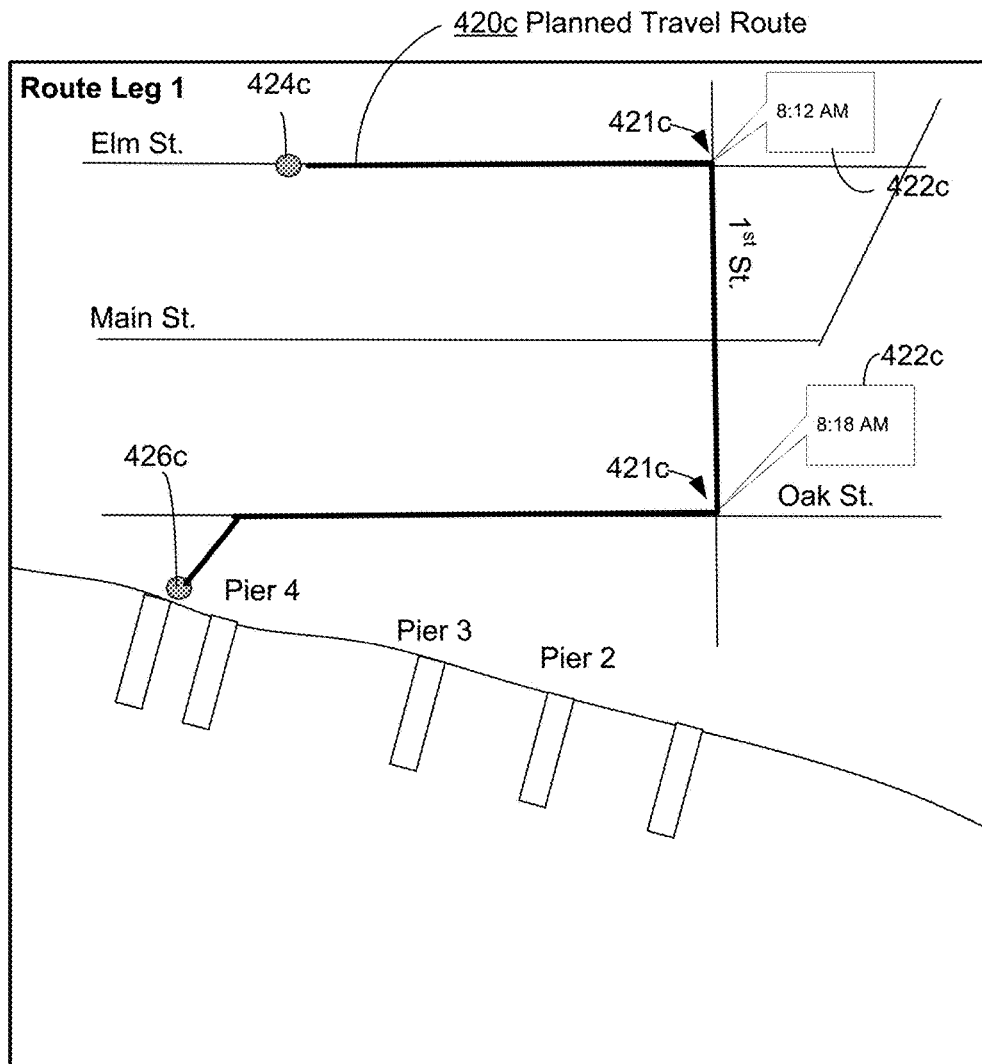 420c Planned Travel Route
Route Leg 1
424c
421c
8:12 AM
Elm St.
422c
1st St.
Main St.
422c
8:18 AM
426c
421c
Oak St.
Pier 4
Pier 3
Pier 2